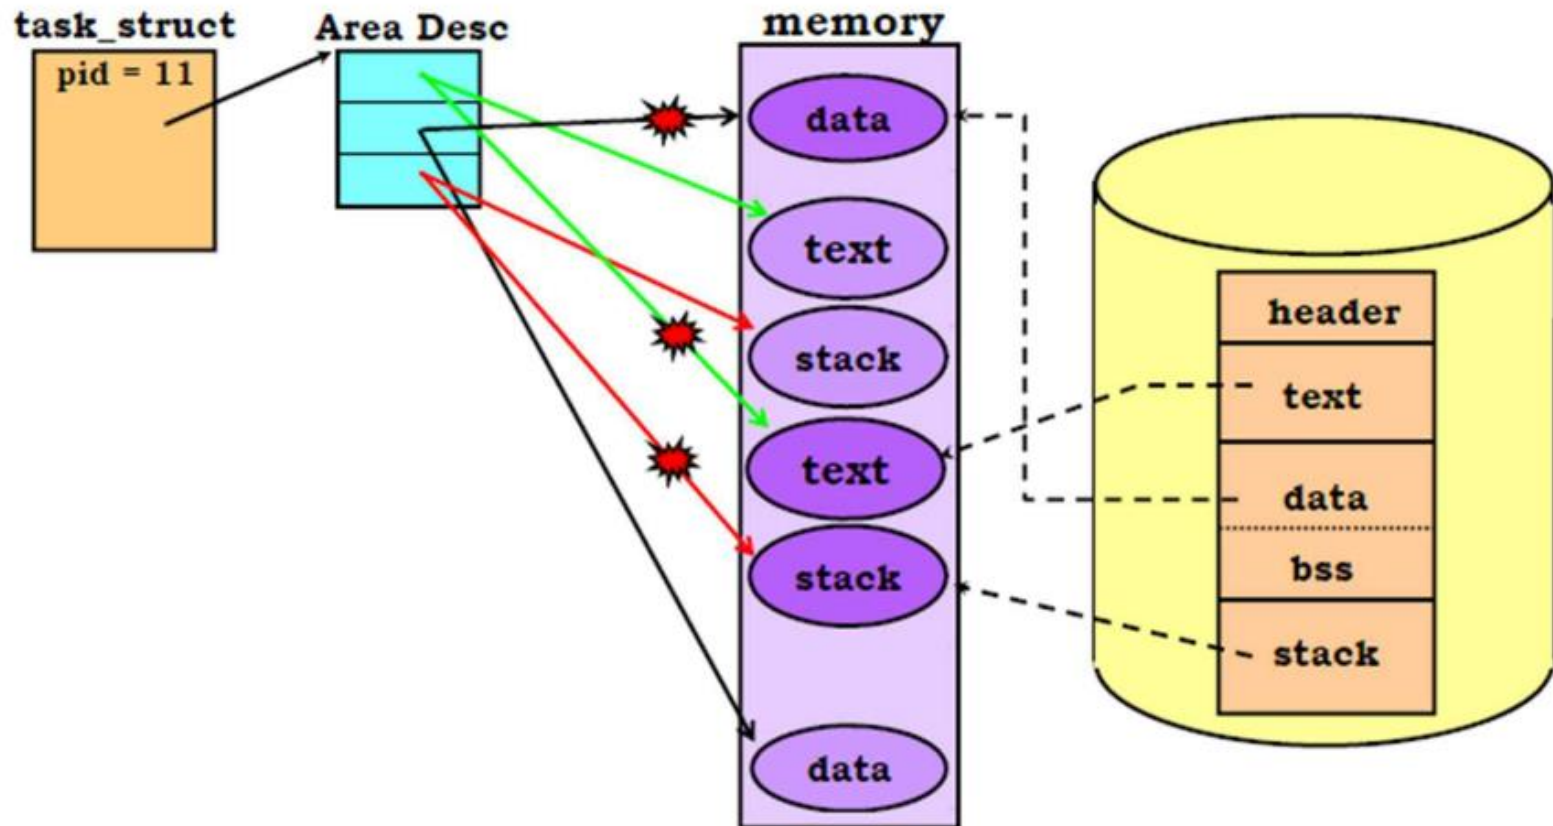 task_struct
pid = 11
Area Desc
memory
data
text
stack
text
stack
data
header
text
data
bss
stack